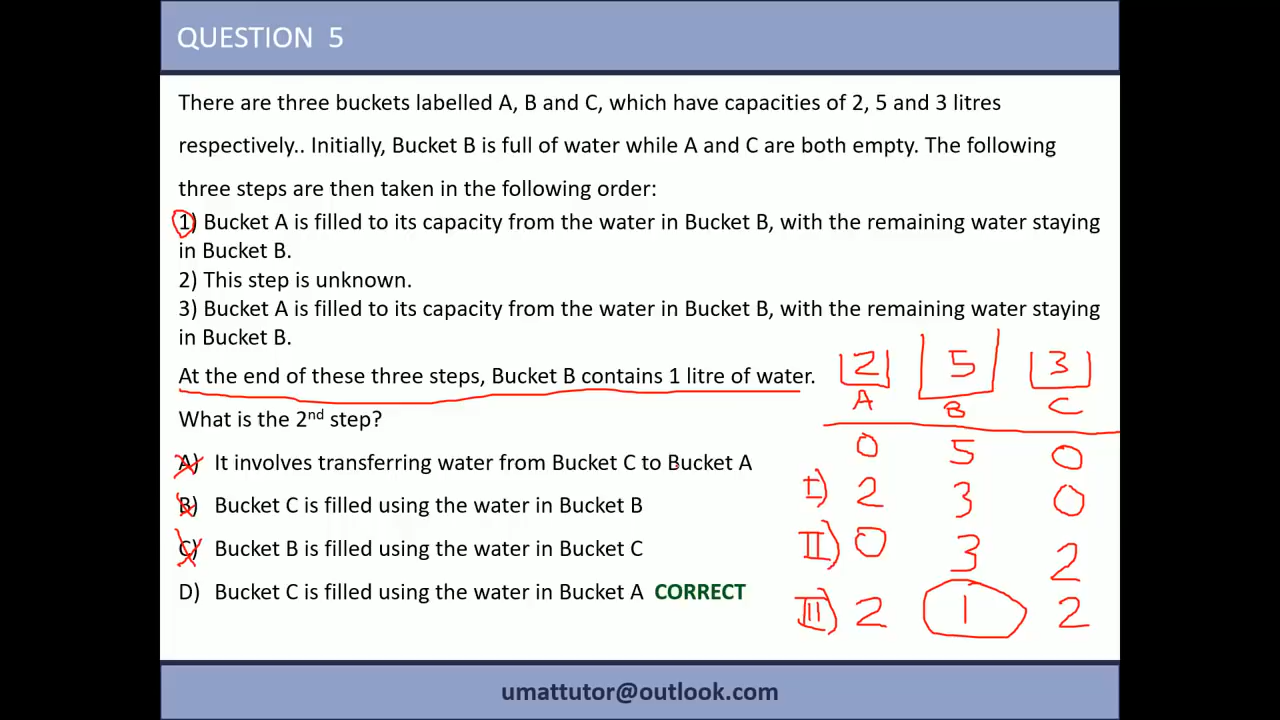 QUESTION 5
There are three buckets labelled A, B and C, which have capacities of 2, 5 and 3 litres
respectively.. Initially, Bucket B is full of water while A and C are both empty. The following
three steps are then taken in the following order:
1) Bucket A is filled to its capacity from the water in Bucket B, with the remaining water staying
in Bucket B.
2) This step is unknown.
3) Bucket A is filled to its capacity from the water in Bucket B, with the remaining water staying
in Bucket B.
At the end of these three steps, Bucket B contains 1 litre of water.
What is the 2nd step?
A) It involves transferring water from Bucket C to Bucket A
B) Bucket C is filled using the water in Bucket B
C) Bucket B is filled using the water in Bucket C
D) Bucket C is filled using the water in Bucket A CORRECT
2 5 3
A B C
0 5 0
I) 2 3 0
II) 0 3 2
III) 2 1 2
umattutor@outlook.com